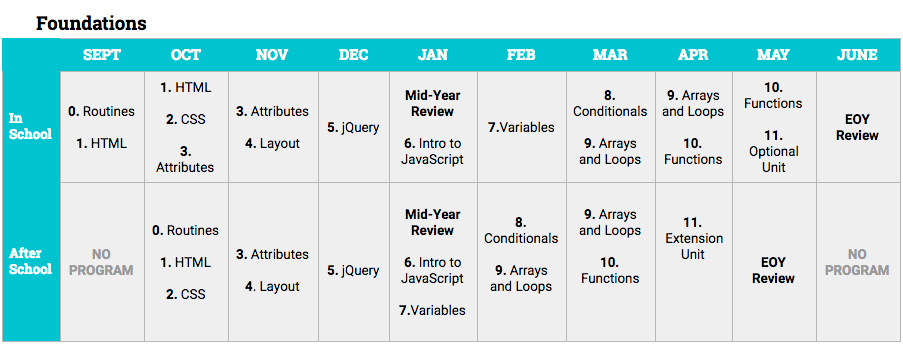 Foundations
SEPT OCT NOV DEC JAN FEB MAR APR MAY JUNE
In
School
0. Routines
1. HTML
1. HTML
2. CSS
3.
Attributes
3. Attributes
4. Layout
5. jQuery
Mid-Year
Review
6. Intro to
JavaScript
7.Variables
8.
Conditionals
9. Arrays
and Loops
9. Arrays
and Loops
10.
Functions
10.
Functions
11.
Optional
Unit
EOY
Review
After
School
NO
PROGRAM
0. Routines
1. HTML
2. CSS
3. Attributes
4. Layout
5. jQuery
Mid-Year
Review
6. Intro to
JavaScript
7.Variables
8.
Conditionals
9. Arrays
and Loops
9. Arrays
and Loops
10.
Functions
11.
Extension
Unit
EOY
Review
NO
PROGRAM